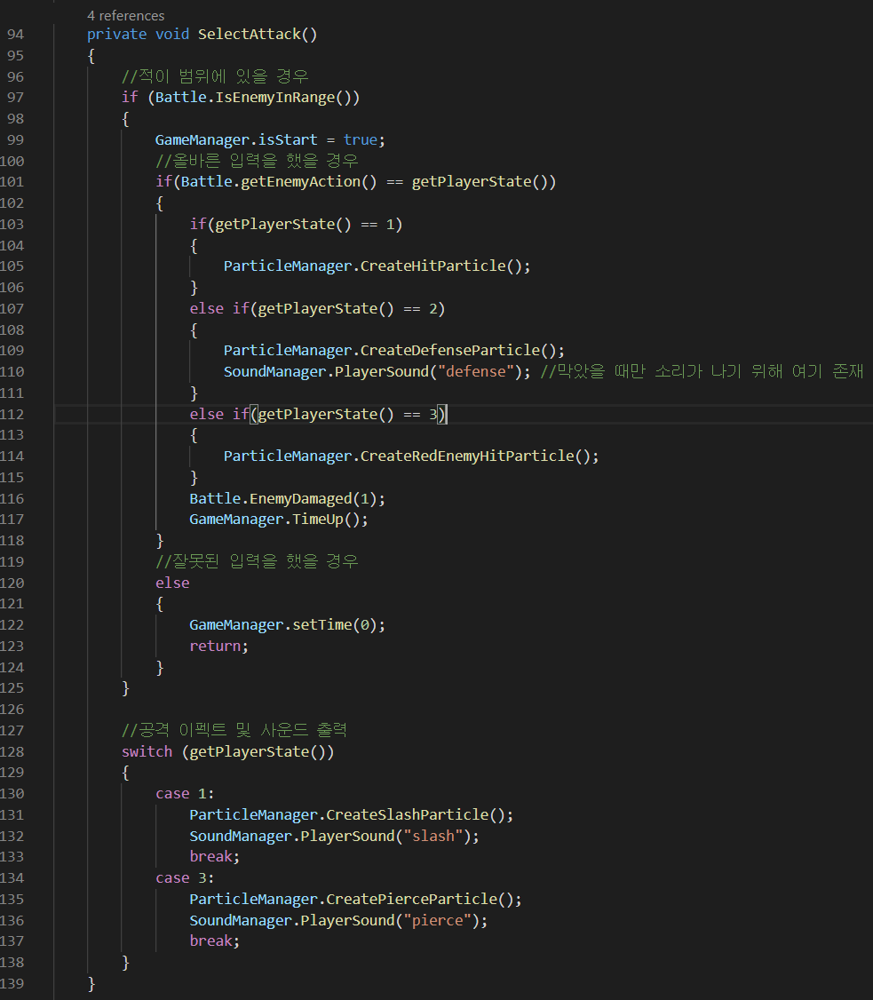 4 references
94 private void SelectAttack()
95 {
96 //적이 범위에 있을 경우
97 if (Battle.IsEnemyInRange())
98 {
99 GameManager.isStart = true;
100 //올바른 입력을 했을 경우
101 if(Battle.getEnemyAction() == getPlayerState())
102 {
103 if(getPlayerState() == 1)
104 {
105 ParticleManager.CreateHitParticle();
106 }
107 else if(getPlayerState() == 2)
108 {
109 ParticleManager.CreateDefenseParticle();
110 SoundManager.PlayerSound("defense"); //막았을 때만 소리가 나기 위해 여기 존재
111 }
112 else if(getPlayerState() == 3)
113 {
114 ParticleManager.CreateRedEnemyHitParticle();
115 }
116 Battle.EnemyDamaged(1);
117 GameManager.TimeUp();
118 }
119 //잘못된 입력을 했을 경우
120 else
121 {
122 GameManager.setTime(0);
123 return;
124 }
125 }
126
127 //공격 이펙트 및 사운드 출력
128 switch (getPlayerState())
129 {
130 case 1:
131 ParticleManager.CreateSlashParticle();
132 SoundManager.PlayerSound("slash");
133 break;
134 case 3:
135 ParticleManager.CreatePierceParticle();
136 SoundManager.PlayerSound("pierce");
137 break;
138 }
139 }